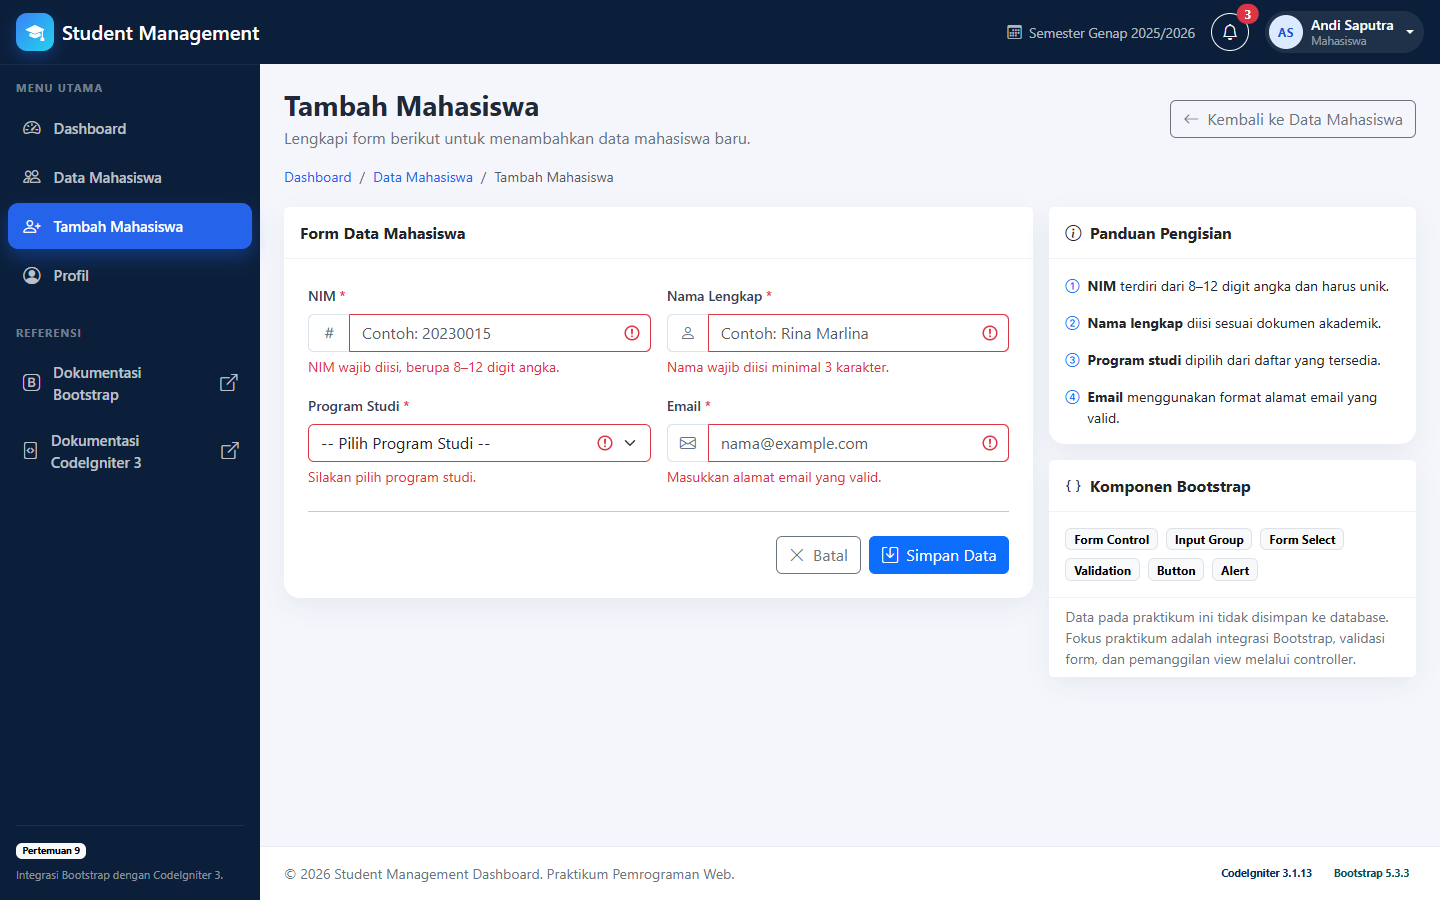 Student Management
Semester Genap 2025/2026
3
AS
Andi Saputra
Mahasiswa
MENU UTAMA
Dashboard
Data Mahasiswa
Tambah Mahasiswa
Profil
REFERENSI
Dokumentasi
Bootstrap
Dokumentasi
CodeIgniter 3
Pertemuan 9
Integrasi Bootstrap dengan CodeIgniter 3.
Tambah Mahasiswa
Lengkapi form berikut untuk menambahkan data mahasiswa baru.
Kembali ke Data Mahasiswa
Dashboard / Data Mahasiswa / Tambah Mahasiswa
Form Data Mahasiswa
NIM *
# Contoh: 20230015
NIM wajib diisi, berupa 8–12 digit angka.
Nama Lengkap *
Contoh: Rina Marlina
Nama wajib diisi minimal 3 karakter.
Program Studi *
-- Pilih Program Studi --
Silakan pilih program studi.
Email *
nama@example.com
Masukkan alamat email yang valid.
Batal
Simpan Data
Panduan Pengisian
1 NIM terdiri dari 8–12 digit angka dan harus unik.
2 Nama lengkap diisi sesuai dokumen akademik.
3 Program studi dipilih dari daftar yang tersedia.
4 Email menggunakan format alamat email yang
valid.
{ } Komponen Bootstrap
Form Control
Input Group
Form Select
Validation
Button
Alert
Data pada praktikum ini tidak disimpan ke database.
Fokus praktikum adalah integrasi Bootstrap, validasi
form, dan pemanggilan view melalui controller.
© 2026 Student Management Dashboard. Praktikum Pemrograman Web.
CodeIgniter 3.1.13
Bootstrap 5.3.3